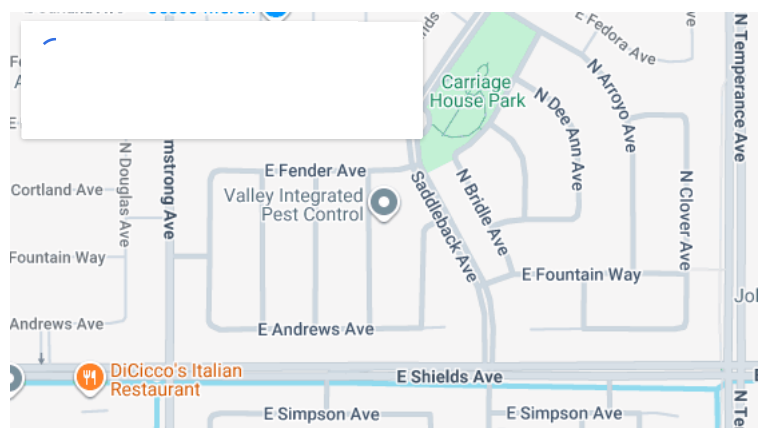 E Fedora Ave
N Temperance Ave
Carriage
House Park
N Arroyo Ave
N Dee Ann Ave
N Douglas Ave
E Fender Ave
Cortland Ave
Valley Integrated
Pest Control
Saddleback Ave
N Bridle Ave
N Clover Ave
Fountain Way
E Fountain Way
Andrews Ave
E Andrews Ave
DiCicco's Italian
Restaurant
E Shields Ave
E Simpson Ave
E Simpson Ave